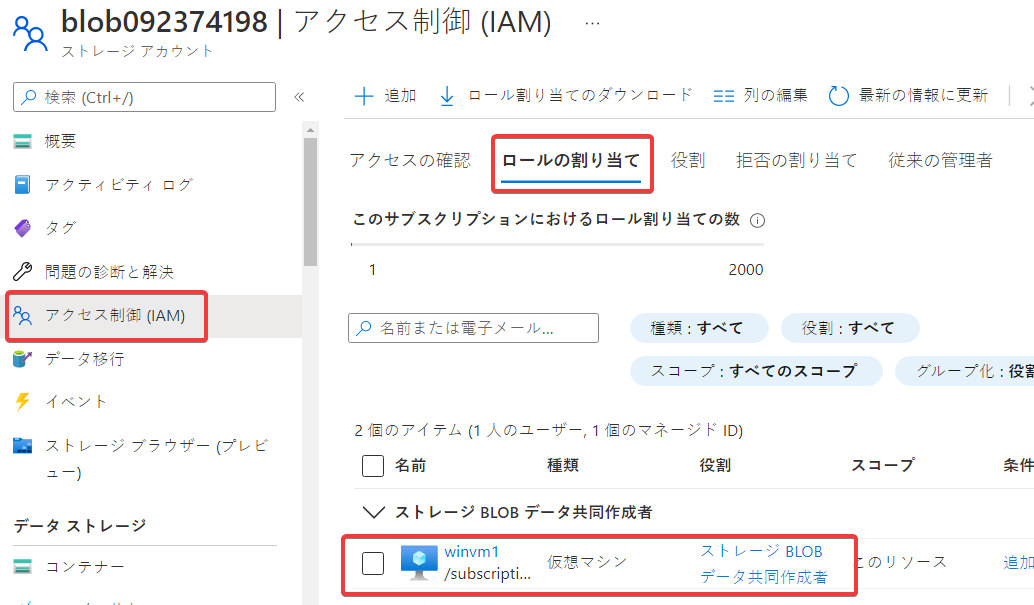 blob092374198 | アクセス制御 (IAM) ...
ストレージ アカウント
検索 (Ctrl+/)
«
概要
アクティビティ ログ
タグ
問題の診断と解決
アクセス制御 (IAM)
データ移行
イベント
ストレージ ブラウザー (プレビ
ュー)
データ ストレージ
コンテナー
追加 ロール割り当てのダウンロード 列の編集 最新の情報に更新
アクセスの確認 ロールの割り当て 役割 拒否の割り当て 従来の管理者
このサブスクリプションにおけるロール割り当ての数
1 2000
名前または電子メール... 種類 : すべて 役割 : すべて
スコープ : すべてのスコープ グループ化 : 役割
2 個のアイテム (1 人のユーザー, 1 個のマネージド ID)
名前 種類 役割 スコープ 条件
ストレージ BLOB データ共同作成者
winvm1 仮想マシン ストレージ BLOB このリソース 追加
/subscripti... データ共同作成者